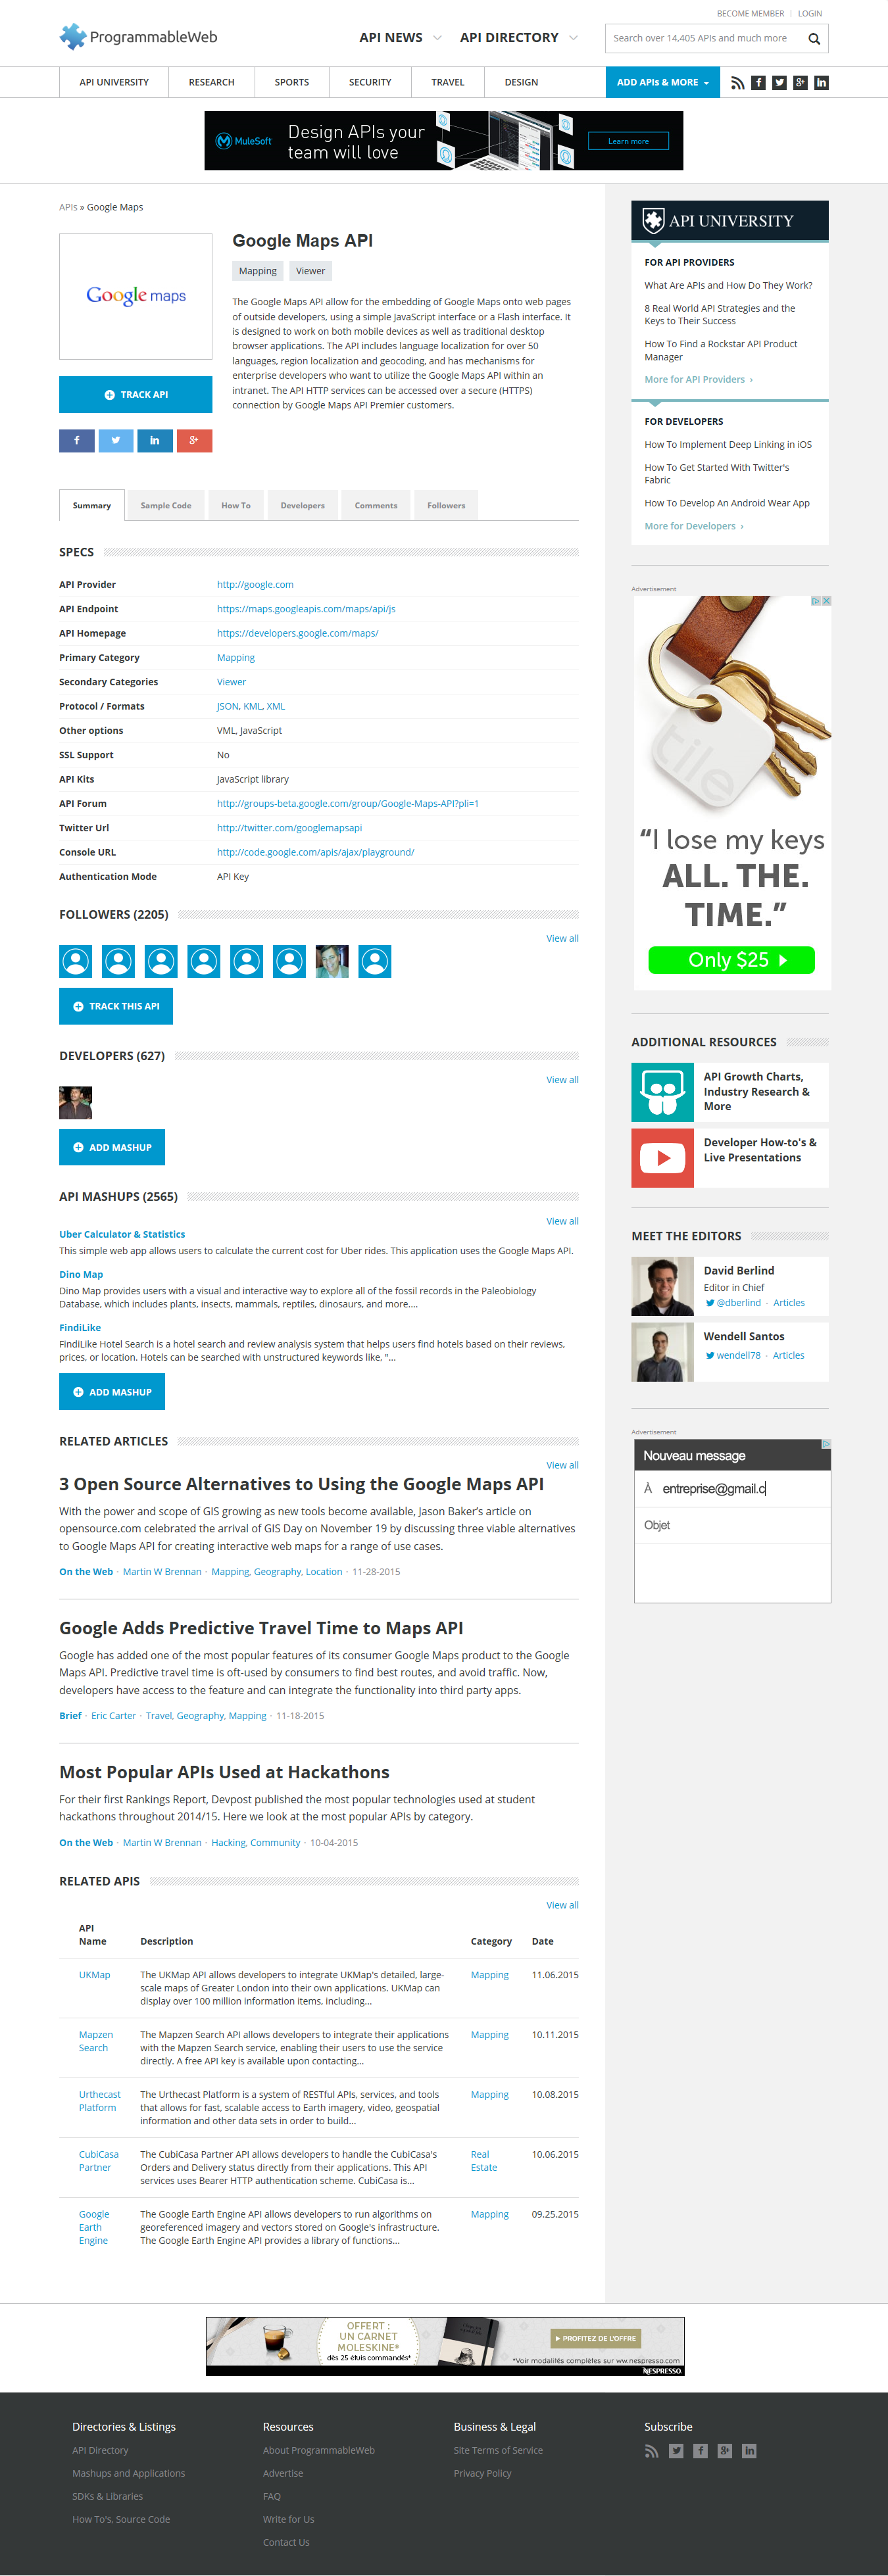 BECOME MEMBER | LOGIN
ProgrammableWeb
API NEWS
API DIRECTORY
Search over 14,405 APIs and much more
API UNIVERSITY
RESEARCH
SPORTS
SECURITY
TRAVEL
DESIGN
ADD APIs & MORE
MuleSoft
Design APIs your
team will love
Learn more
APIs » Google Maps
Google maps
TRACK API
Google Maps API
Mapping
Viewer
The Google Maps API allow for the embedding of Google Maps onto web pages
of outside developers, using a simple JavaScript interface or a Flash interface. It
is designed to work on both mobile devices as well as traditional desktop
browser applications. The API includes language localization for over 50
languages, region localization and geocoding, and has mechanisms for
enterprise developers who want to utilize the Google Maps API within an
intranet. The API HTTP services can be accessed over a secure (HTTPS)
connection by Google Maps API Premier customers.
Summary
Sample Code
How To
Developers
Comments
Followers
SPECS
API Provider http://google.com
API Endpoint https://maps.googleapis.com/maps/api/js
API Homepage https://developers.google.com/maps/
Primary Category Mapping
Secondary Categories Viewer
Protocol / Formats JSON, KML, XML
Other options VML, JavaScript
SSL Support No
API Kits JavaScript library
API Forum http://groups-beta.google.com/group/Google-Maps-API?pli=1
Twitter Url http://twitter.com/googlemapsapi
Console URL http://code.google.com/apis/ajax/playground/
Authentication Mode API Key
FOLLOWERS (2205)
View all
TRACK THIS API
DEVELOPERS (627)
View all
ADD MASHUP
API MASHUPS (2565)
View all
Uber Calculator & Statistics
This simple web app allows users to calculate the current cost for Uber rides. This application uses the Google Maps API.
Dino Map
Dino Map provides users with a visual and interactive way to explore all of the fossil records in the Paleobiology
Database, which includes plants, insects, mammals, reptiles, dinosaurs, and more....
FindiLike
FindiLike Hotel Search is a hotel search and review analysis system that helps users find hotels based on their reviews,
prices, or location. Hotels can be searched with unstructured keywords like, "...
ADD MASHUP
RELATED ARTICLES
View all
3 Open Source Alternatives to Using the Google Maps API
With the power and scope of GIS growing as new tools become available, Jason Baker's article on
opensource.com celebrated the arrival of GIS Day on November 19 by discussing three viable alternatives
to Google Maps API for creating interactive web maps for a range of use cases.
On the Web · Martin W Brennan · Mapping, Geography, Location · 11-28-2015
Google Adds Predictive Travel Time to Maps API
Google has added one of the most popular features of its consumer Google Maps product to the Google
Maps API. Predictive travel time is oft-used by consumers to find best routes, and avoid traffic. Now,
developers have access to the feature and can integrate the functionality into third party apps.
Brief · Eric Carter · Travel, Geography, Mapping · 11-18-2015
Most Popular APIs Used at Hackathons
For their first Rankings Report, Devpost published the most popular technologies used at student
hackathons throughout 2014/15. Here we look at the most popular APIs by category.
On the Web · Martin W Brennan · Hacking, Community · 10-04-2015
RELATED APIS
View all
API
Name Description Category Date
UKMap The UKMap API allows developers to integrate UKMap's detailed, large- Mapping 11.06.2015
scale maps of Greater London into their own applications. UKMap can
display over 100 million information items, including...
Mapzen The Mapzen Search API allows developers to integrate their applications Mapping 10.11.2015
Search with the Mapzen Search service, enabling their users to use the service
directly. A free API key is available upon contacting...
Urthecast The Urthecast Platform is a system of RESTful APIs, services, and tools Mapping 10.08.2015
Platform that allows for fast, scalable access to Earth imagery, video, geospatial
information and other data sets in order to build...
CubiCasa The CubiCasa Partner API allows developers to handle the CubiCasa's Real 10.06.2015
Partner Orders and Delivery status directly from their applications. This API Estate
services uses Bearer HTTP authentication scheme. CubiCasa is...
Google The Google Earth Engine API allows developers to run algorithms on Mapping 09.25.2015
Earth georeferenced imagery and vectors stored on Google's infrastructure.
Engine The Google Earth Engine API provides a library of functions...
API UNIVERSITY
FOR API PROVIDERS
What Are APIs and How Do They Work?
8 Real World API Strategies and the
Keys to Their Success
How To Find a Rockstar API Product
Manager
More for API Providers ›
FOR DEVELOPERS
How To Implement Deep Linking in iOS
How To Get Started With Twitter's
Fabric
How To Develop An Android Wear App
More for Developers ›
Advertisement
tile
“I lose my keys
ALL. THE.
TIME.”
Only $25
ADDITIONAL RESOURCES
API Growth Charts,
Industry Research &
More
Developer How-to's &
Live Presentations
MEET THE EDITORS
David Berlind
Editor in Chief
@dberlind · Articles
Wendell Santos
wendell78 · Articles
Advertisement
Nouveau message
À entreprise@gmail.c
Objet
OFFERT :
UN CARNET
MOLESKINE*
dès 25 étuis commandés*
PROFITEZ DE L'OFFRE
*Voir modalités complètes sur ww.nespresso.com
NESPRESSO
Directories & Listings
API Directory
Mashups and Applications
SDKs & Libraries
How To's, Source Code
Resources
About ProgrammableWeb
Advertise
FAQ
Write for Us
Contact Us
Business & Legal
Site Terms of Service
Privacy Policy
Subscribe